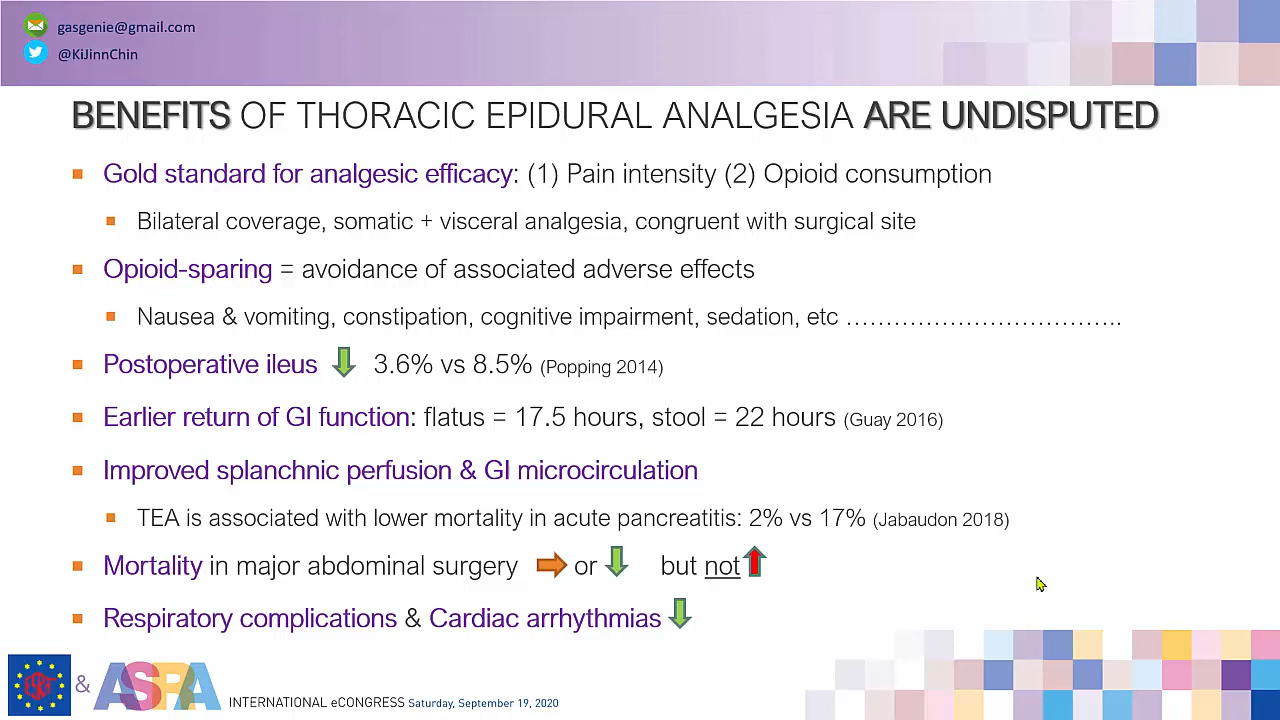 gasgenie@gmail.com
@KiJinnChin
BENEFITS OF THORACIC EPIDURAL ANALGESIA ARE UNDISPUTED
Gold standard for analgesic efficacy: (1) Pain intensity (2) Opioid consumption
Bilateral coverage, somatic + visceral analgesia, congruent with surgical site
Opioid-sparing = avoidance of associated adverse effects
Nausea & vomiting, constipation, cognitive impairment, sedation, etc ……………………………..
Postoperative ileus 3.6% vs 8.5% (Popping 2014)
Earlier return of GI function: flatus = 17.5 hours, stool = 22 hours (Guay 2016)
Improved splanchnic perfusion & GI microcirculation
TEA is associated with lower mortality in acute pancreatitis: 2% vs 17% (Jabaudon 2018)
Mortality in major abdominal surgery or but not
Respiratory complications & Cardiac arrhythmias
ESRA & ASRA INTERNATIONAL eCONGRESS Saturday, September 19, 2020